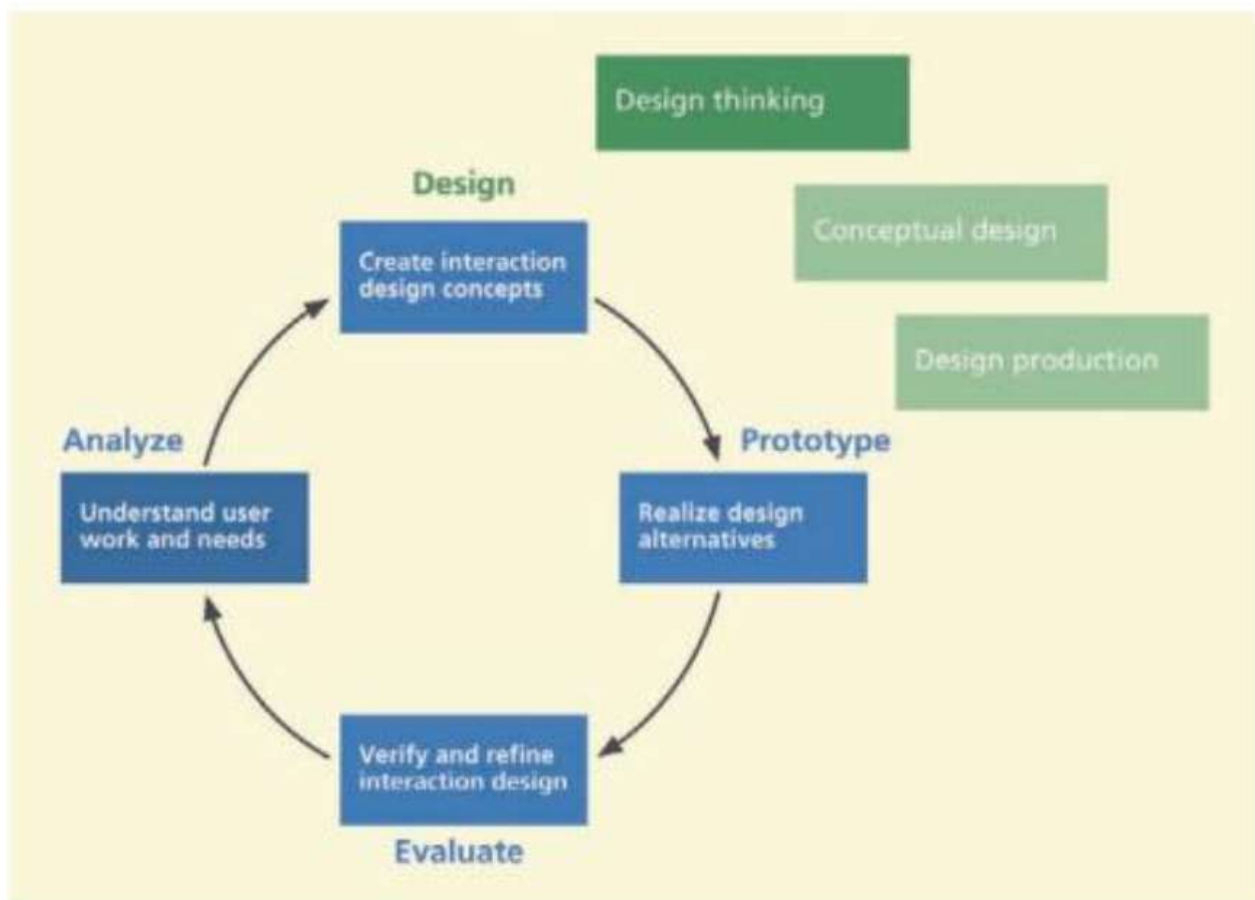 Design thinking
Conceptual design
Design production
Design
Create interaction
design concepts
Analyze
Understand user
work and needs
Prototype
Realize design
alternatives
Verify and refine
interaction design
Evaluate